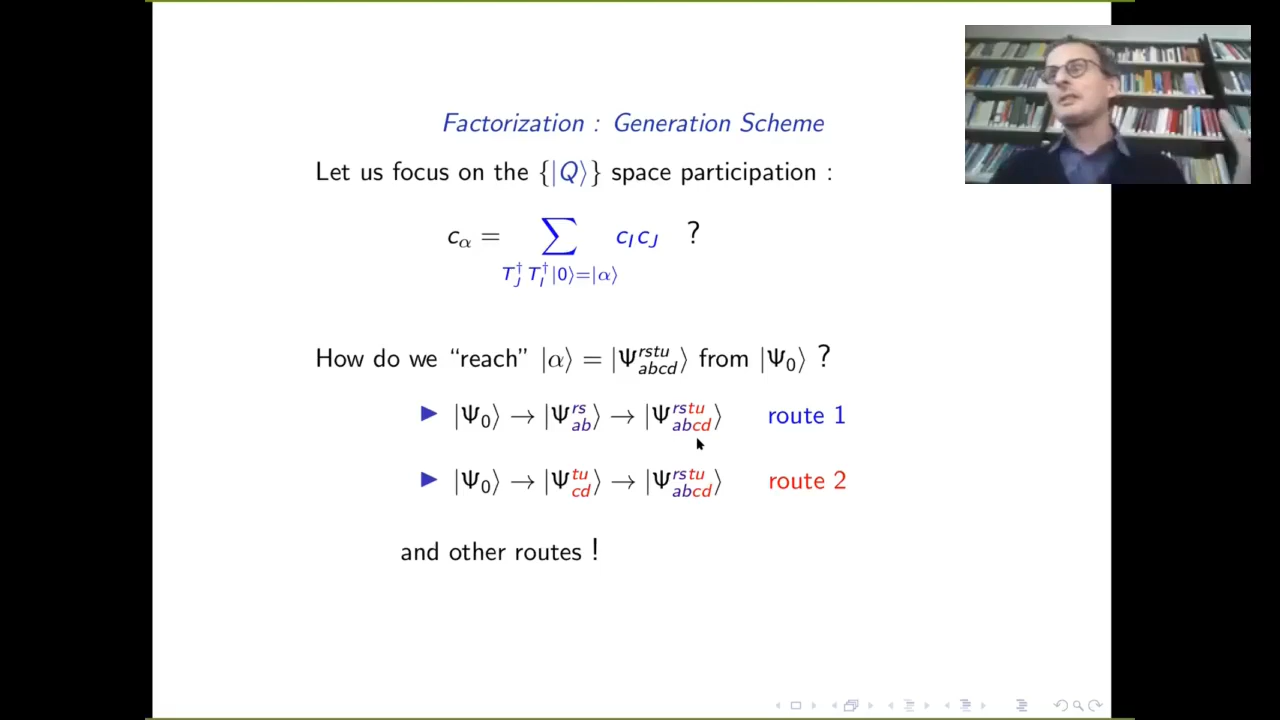 Factorization : Generation Scheme
Let us focus on the {|Q⟩} space participation :
c_α = ∑_{T_J^† T_I^†|0⟩=|α⟩} c_I c_J ?
How do we “reach” |α⟩ = |Ψ_{abcd}^{rstu}⟩ from |Ψ_0⟩ ?
▶ |Ψ_0⟩ → |Ψ_{ab}^{rs}⟩ → |Ψ_{abcd}^{rstu}⟩ route 1
▶ |Ψ_0⟩ → |Ψ_{cd}^{tu}⟩ → |Ψ_{abcd}^{rstu}⟩ route 2
and other routes !